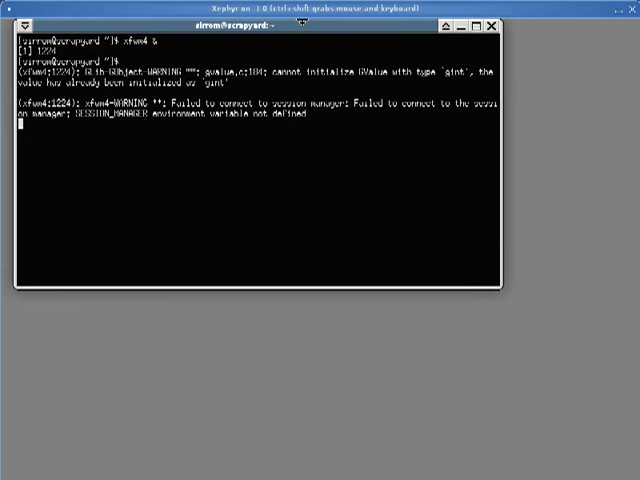 Xephyr on :1.0 (ctrl+shift grabs mouse and keyboard)
sirrom@scrapyard:~
[sirrom@scrapyard ~]$ xfwm4 &
[1] 1224
[sirrom@scrapyard ~]$
(xfwm4:1224): GLib-GObject-WARNING **: gvalue.c:184: cannot initialize GValue with type `gint', the
value has already been initialized as `gint'
(xfwm4:1224): xfwm4-WARNING **: Failed to connect to session manager: Failed to connect to the sessi
on manager: SESSION_MANAGER environment variable not defined